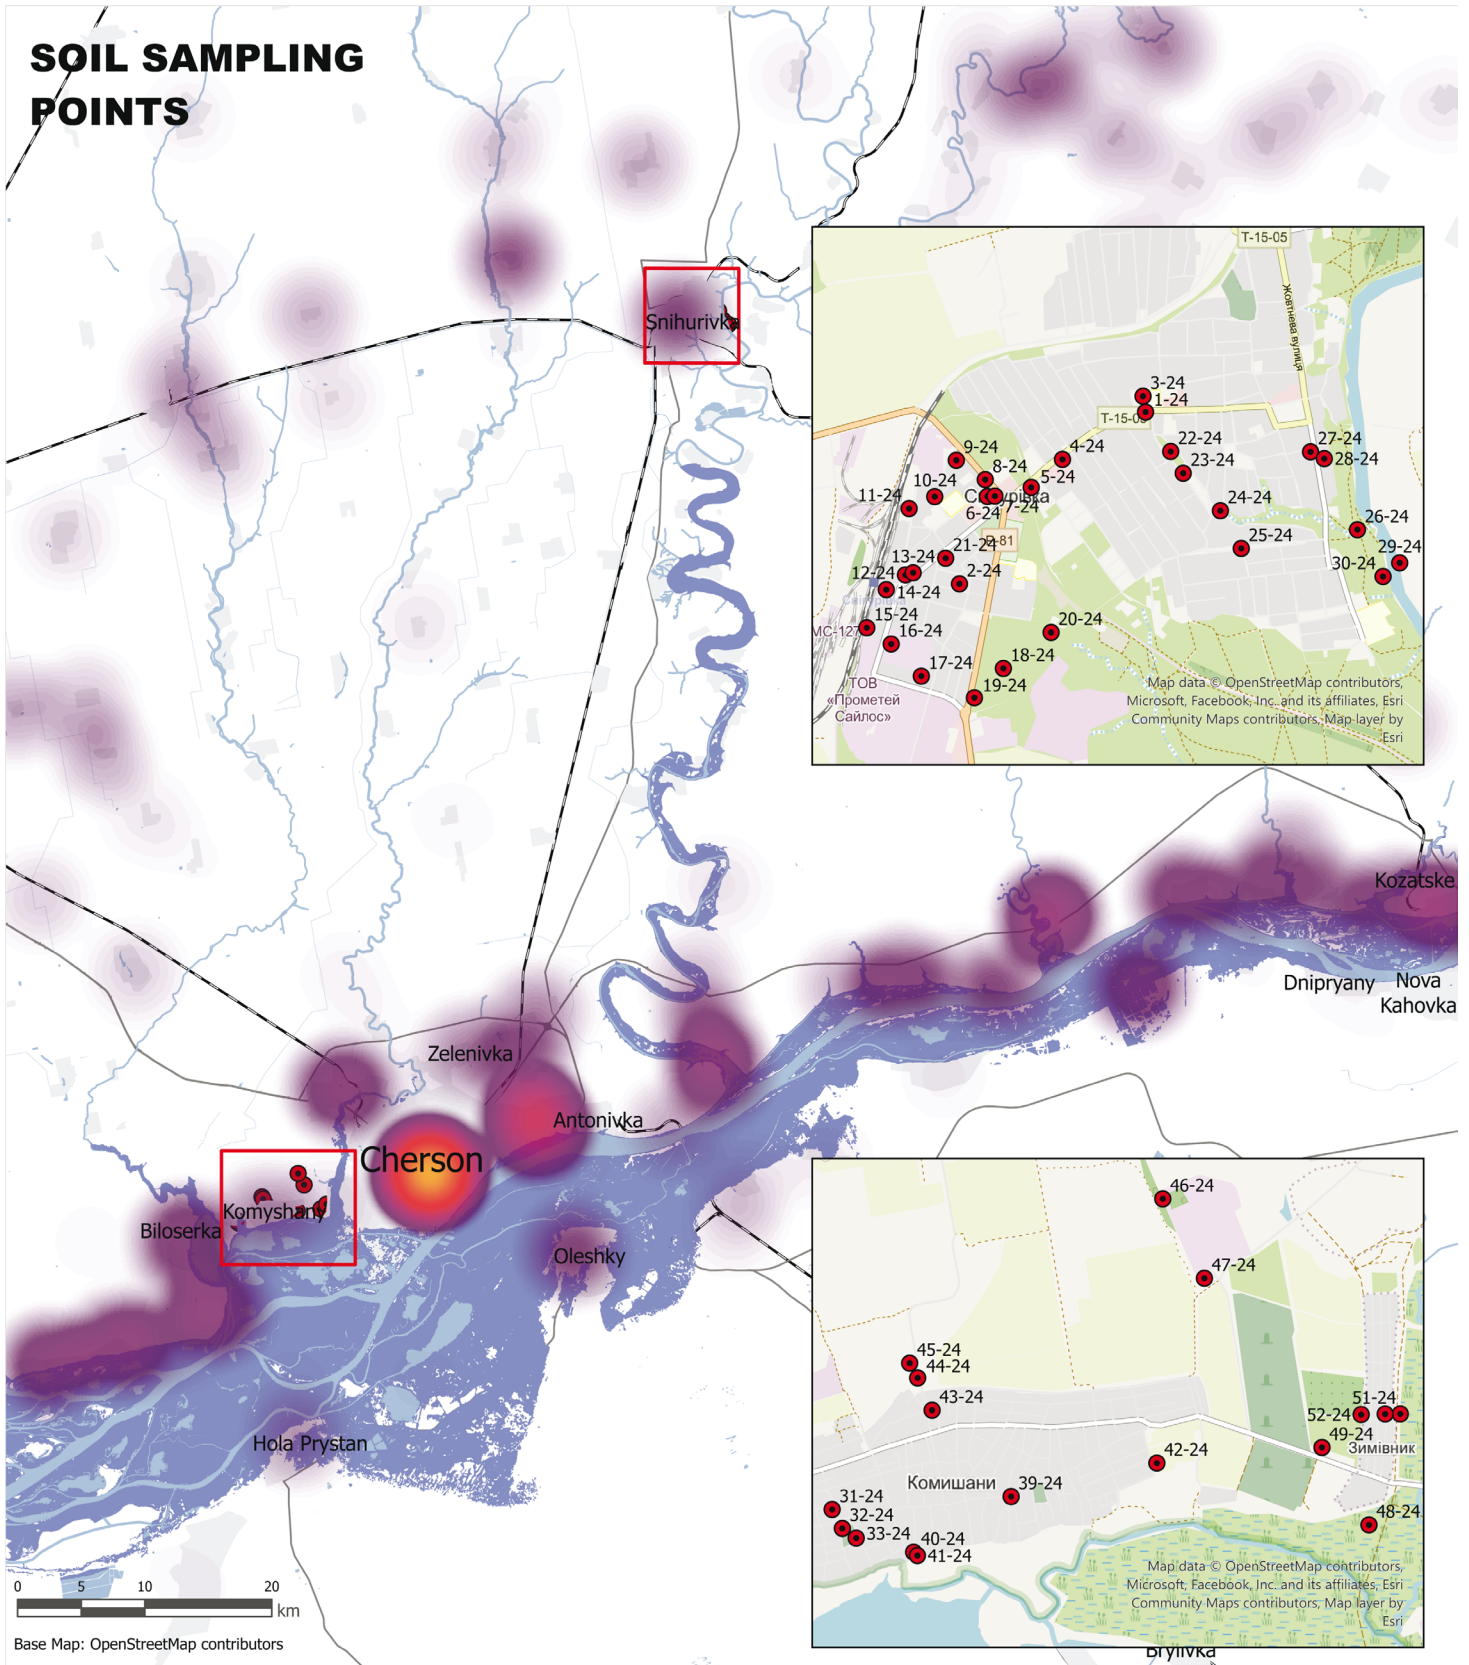 SOIL SAMPLING
POINTS
Snihurivka
T-15-05
Жовтнева вулиця
3-24
1-24
22-24
27-24
9-24
4-24
28-24
8-24
23-24
10-24
5-24
11-24
6-24
7-24
24-24
26-24
P-81
21-24
25-24
29-24
13-24
12-24
2-24
30-24
14-24
15-24
20-24
МС-127
16-24
18-24
17-24
19-24
ТОВ
«Прометей
Сайлос»
Map data © OpenStreetMap contributors,
Microsoft, Facebook, Inc. and its affiliates, Esri
Community Maps contributors, Map layer by
Esri
Kozatske
Dnipryany
Nova
Kahovka
Zelenivka
Antonivka
Cherson
Komyshany
Biloserka
Oleshky
Hola Prystan
46-24
47-24
45-24
44-24
43-24
51-24
52-24
49-24
Зимівник
42-24
Комишани
39-24
31-24
32-24
48-24
33-24
40-24
41-24
Map data © OpenStreetMap contributors,
Microsoft, Facebook, Inc. and its affiliates, Esri
Community Maps contributors, Map layer by
Esri
0 5 10 20
km
Base Map: OpenStreetMap contributors
Brylivka